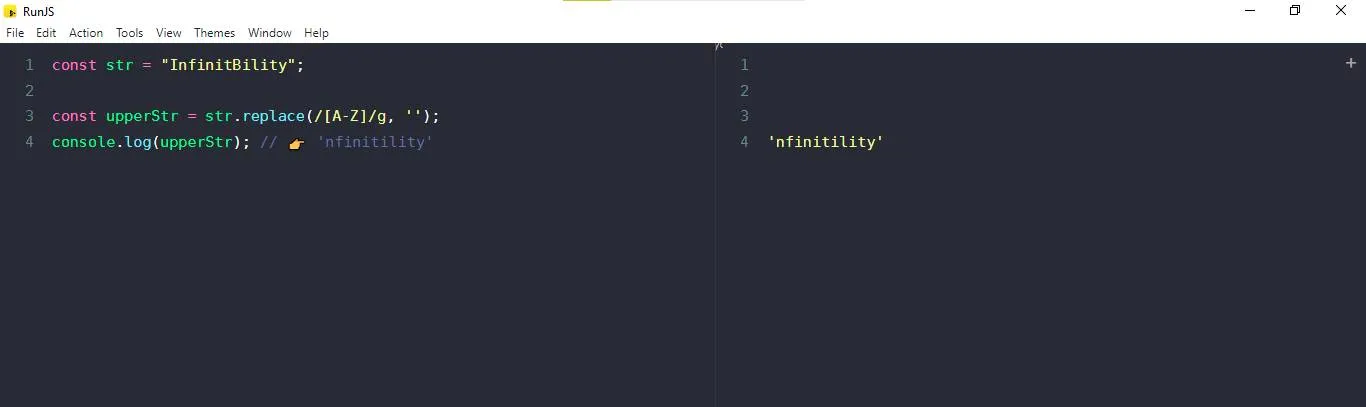 RunJS
File Edit Action Tools View Themes Window Help
1 const str = "InfinitBility";
2
3 const upperStr = str.replace(/[A-Z]/g, '');
4 console.log(upperStr); // 👉 'nfinitility'
1
2
3
4 'nfinitility'